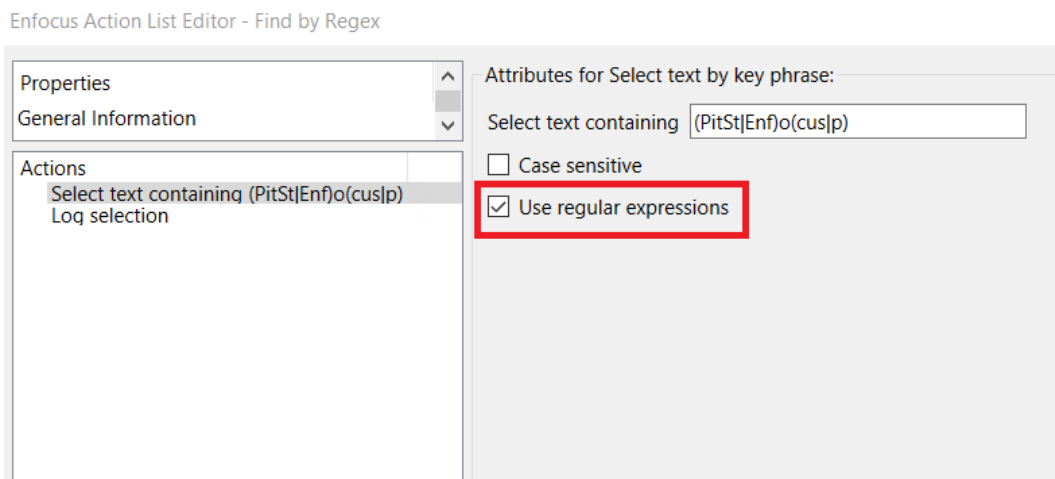 Enfocus Action List Editor - Find by Regex
Properties
General Information
Actions
Select text containing (PitSt|Enf)o(cus|p)
Log selection
Attributes for Select text by key phrase:
Select text containing (PitSt|Enf)o(cus|p)
Case sensitive
Use regular expressions